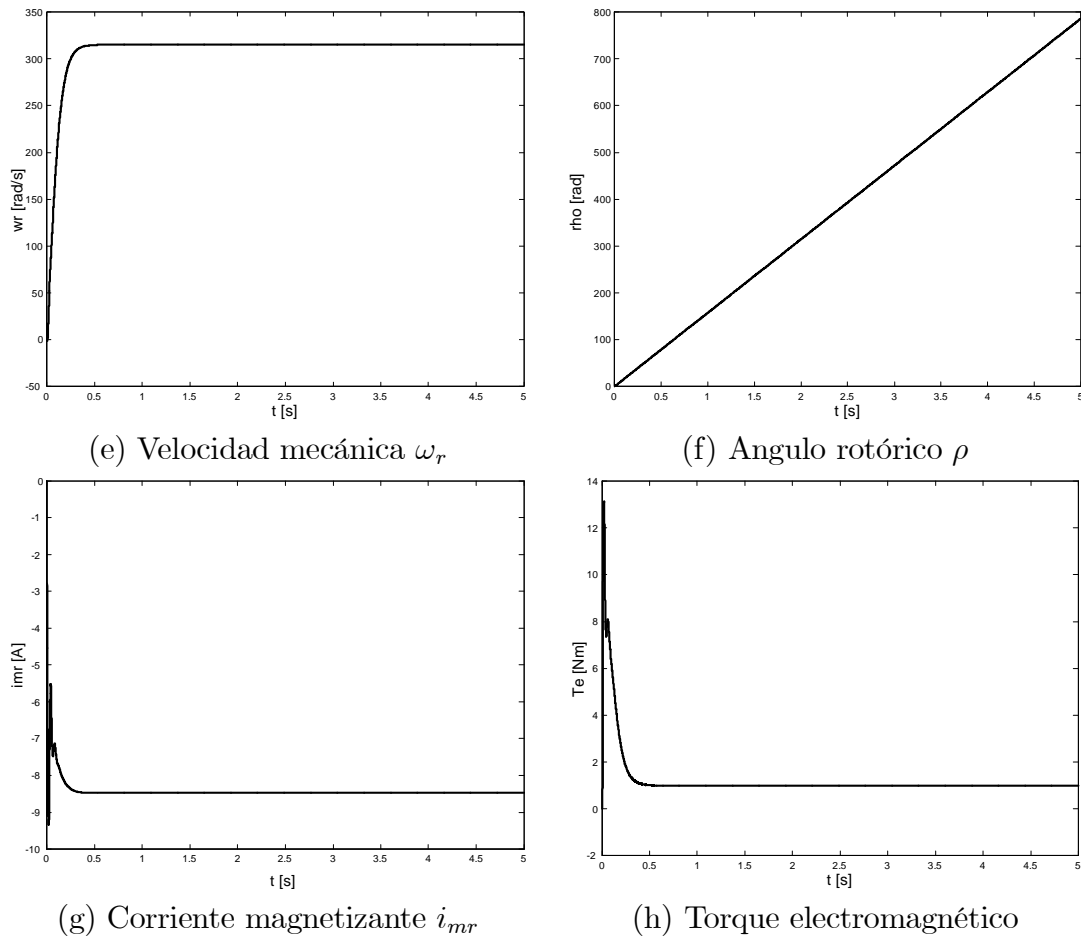 350
300
250
200
150
100
50
0
-50
wr [rad/s]
0 0.5 1 1.5 2 2.5 3 3.5 4 4.5 5
t [s]
(e) Velocidad mecánica ωr
800
700
600
500
400
300
200
100
0
rho [rad]
0 0.5 1 1.5 2 2.5 3 3.5 4 4.5 5
t [s]
(f) Angulo rotórico ρ
0
-1
-2
-3
-4
-5
-6
-7
-8
-9
-10
imr [A]
0 0.5 1 1.5 2 2.5 3 3.5 4 4.5 5
t [s]
(g) Corriente magnetizante imr
14
12
10
8
6
4
2
0
-2
Te [Nm]
0 0.5 1 1.5 2 2.5 3 3.5 4 4.5 5
t [s]
(h) Torque electromagnético